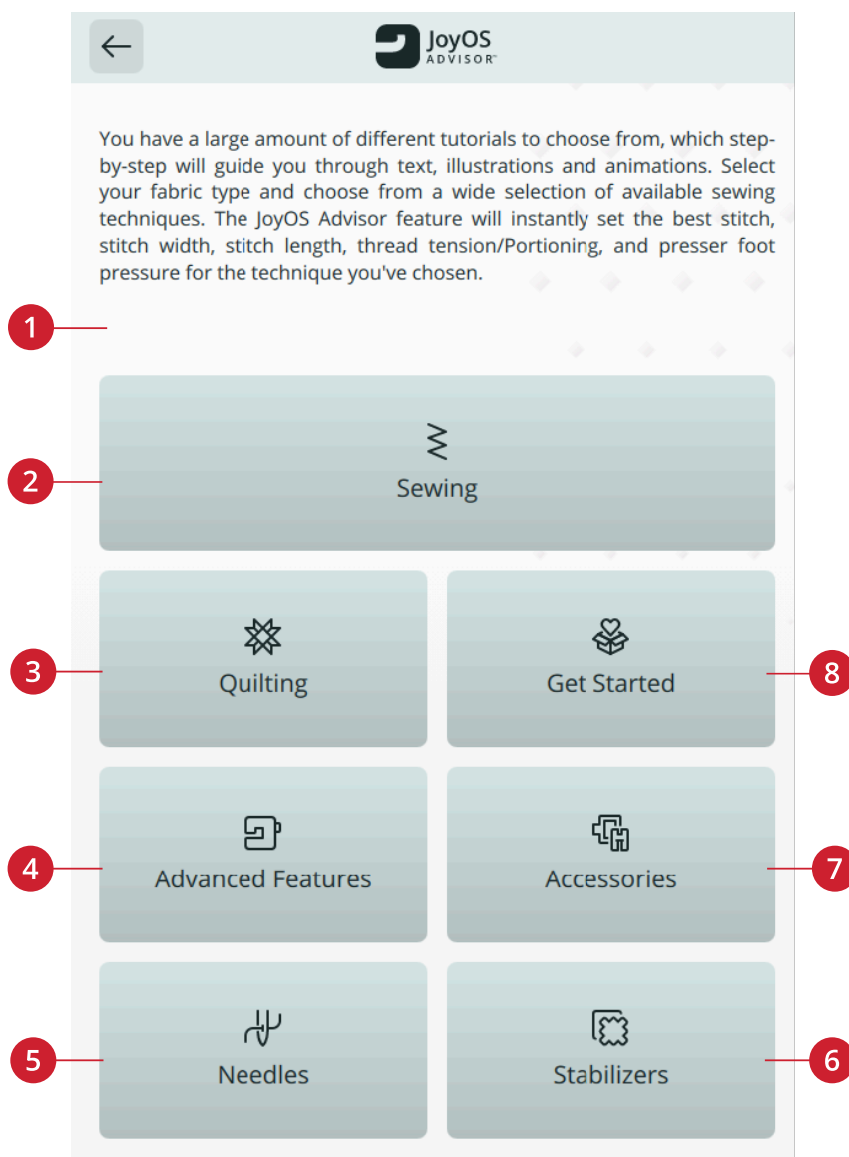 JoyOS
ADVISOR™
You have a large amount of different tutorials to choose from, which step-
by-step will guide you through text, illustrations and animations. Select
your fabric type and choose from a wide selection of available sewing
techniques. The JoyOS Advisor feature will instantly set the best stitch,
stitch width, stitch length, thread tension/Portioning, and presser foot
pressure for the technique you've chosen.
1
2
Sewing
3
Quilting
Get Started
8
4
Advanced Features
Accessories
7
5
Needles
Stabilizers
6